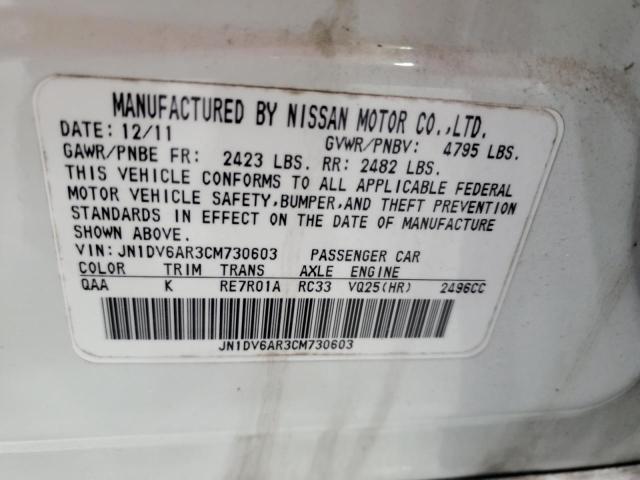 MANUFACTURED BY NISSAN MOTOR CO.,LTD.
DATE: 12/11 GVWR/PNBV: 4795 LBS.
GAWR/PNBE FR: 2423 LBS. RR: 2482 LBS.
THIS VEHICLE CONFORMS TO ALL APPLICABLE FEDERAL
MOTOR VEHICLE SAFETY,BUMPER,AND THEFT PREVENTION
STANDARDS IN EFFECT ON THE DATE OF MANUFACTURE
SHOWN ABOVE.
VIN:JN1DV6AR3CM730603 PASSENGER CAR
COLOR TRIM TRANS AXLE ENGINE
QAA K RE7R01A RC33 VQ25(HR) 2496CC
JN1DV6AR3CM730603